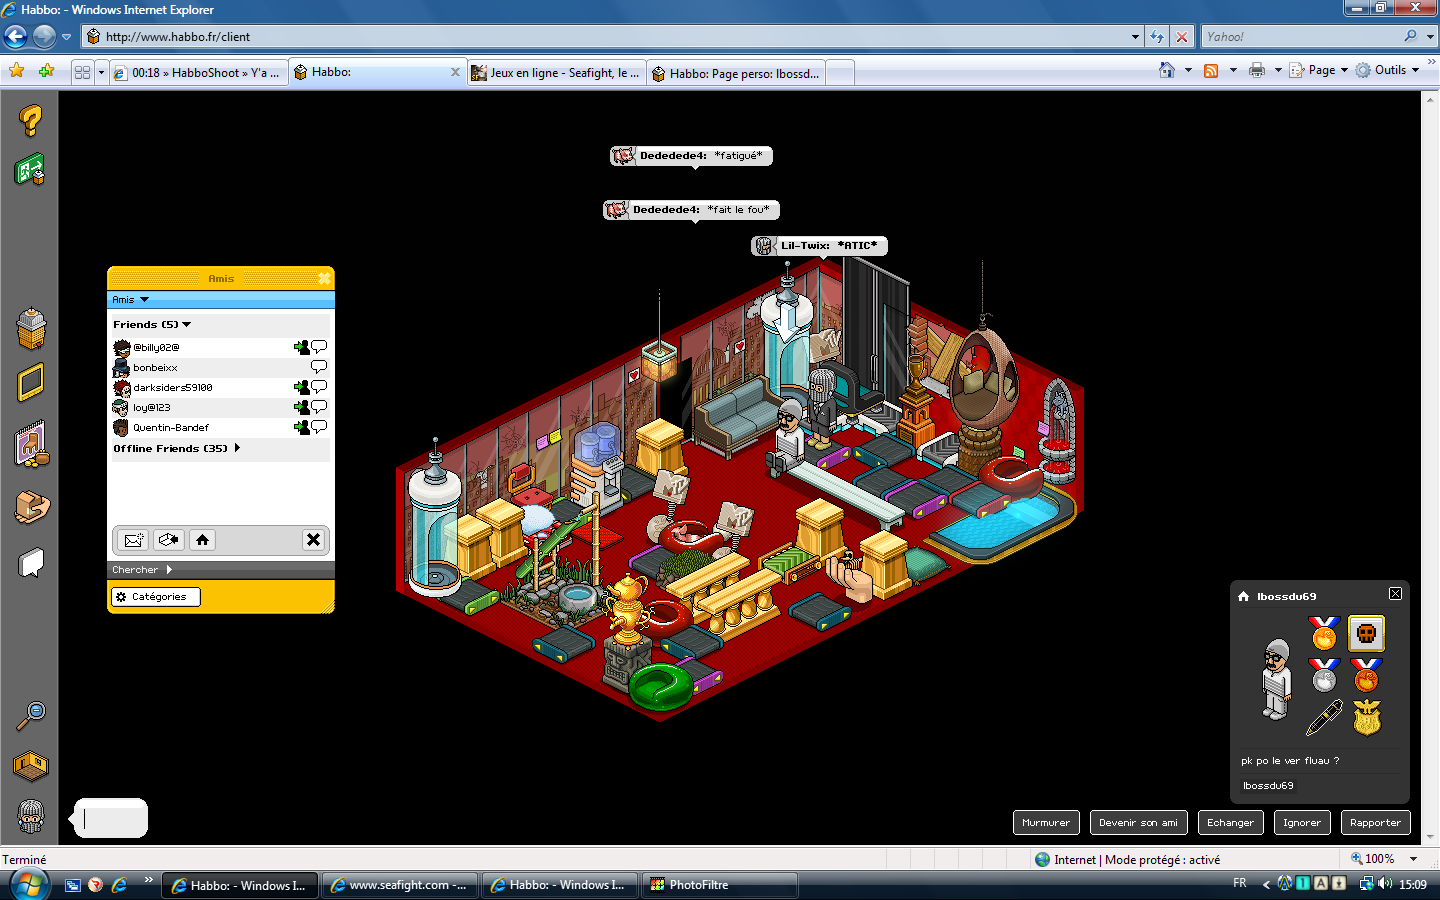 Habbo: - Windows Internet Explorer
http://www.habbo.fr/client
Yahoo!
00:18 » HabboShoot » Y'a ...
Habbo:
Jeux en ligne - Seafight, le ...
Habbo: Page perso: lbossd...
Page
Outils
Dededede4: *fatigué*
Dededede4: *fait le fou*
Lil-Twix: *ATIC*
Amis
Amis
Friends (5)
@billy02@
bonbeixx
darksiders59100
loy@123
Quentin-Bandef
Offline Friends (35)
Chercher
Catégories
MTV
MTV
MTV
lbossdu69
pk po le ver fluau ?
lbossdu69
Murmurer
Devenir son ami
Echanger
Ignorer
Rapporter
Terminé
Internet | Mode protégé : activé
100%
Habbo: - Windows I...
www.seafight.com -...
Habbo: - Windows I...
PhotoFiltre
FR
15:09